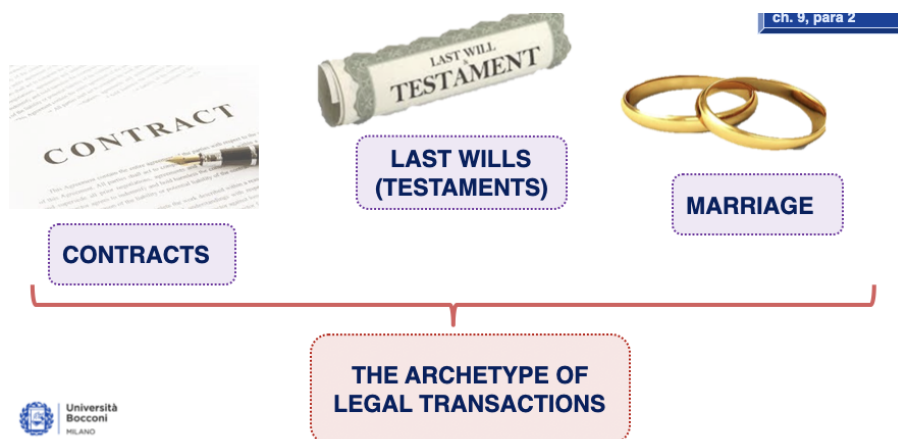 ch. 9, para 2
LAST WILL
&
TESTAMENT
CONTRACT
LAST WILLS
(TESTAMENTS)
MARRIAGE
CONTRACTS
THE ARCHETYPE OF
LEGAL TRANSACTIONS
Università
Bocconi
MILANO